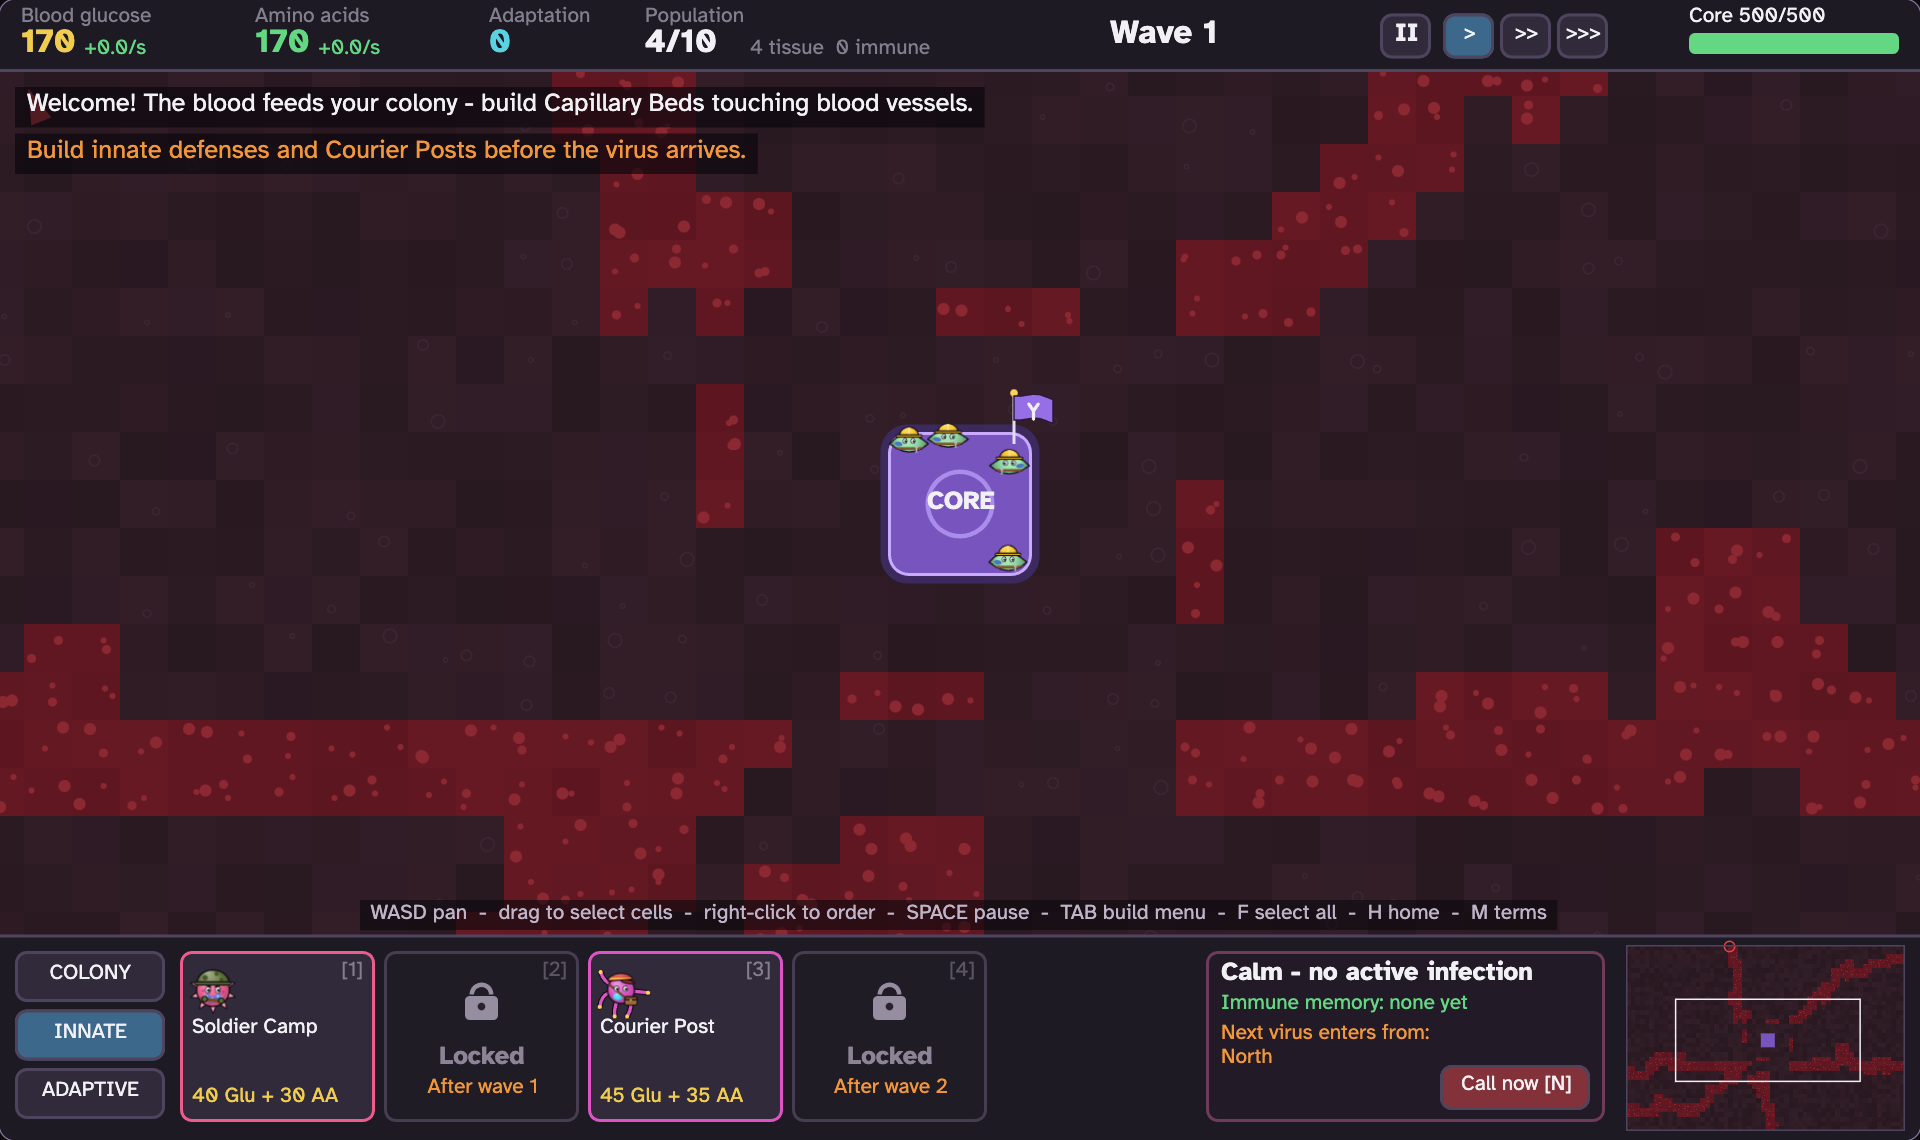 Blood glucose
170 +0.0/s
Amino acids
170 +0.0/s
Adaptation
0
Population
4/10 4 tissue 0 immune
Wave 1
II > >> >>>
Core 500/500
Welcome! The blood feeds your colony - build Capillary Beds touching blood vessels.
Build innate defenses and Courier Posts before the virus arrives.
Y
CORE
WASD pan - drag to select cells - right-click to order - SPACE pause - TAB build menu - F select all - H home - M terms
COLONY
INNATE
ADAPTIVE
[1]
Soldier Camp
40 Glu + 30 AA
[2]
Locked
After wave 1
[3]
Courier Post
45 Glu + 35 AA
[4]
Locked
After wave 2
Calm - no active infection
Immune memory: none yet
Next virus enters from:
North
Call now [N]